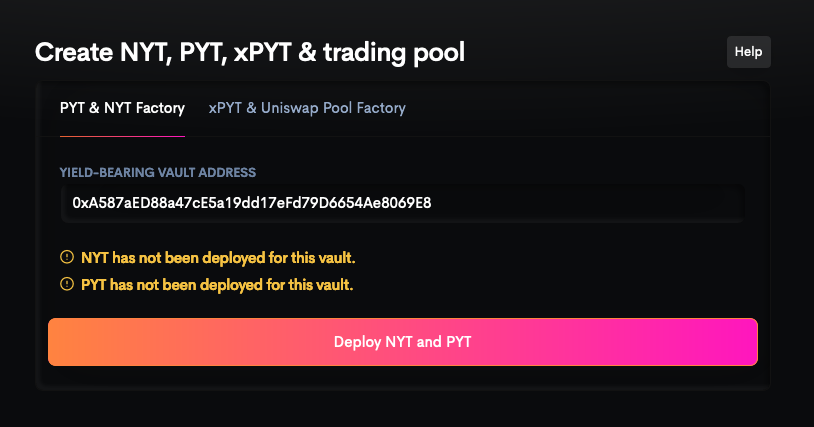 Create NYT, PYT, xPYT & trading pool
Help
PYT & NYT Factory
xPYT & Uniswap Pool Factory
YIELD-BEARING VAULT ADDRESS
0xA587aED88a47cE5a19dd17eFd79D6654Ae8069E8
NYT has not been deployed for this vault.
PYT has not been deployed for this vault.
Deploy NYT and PYT